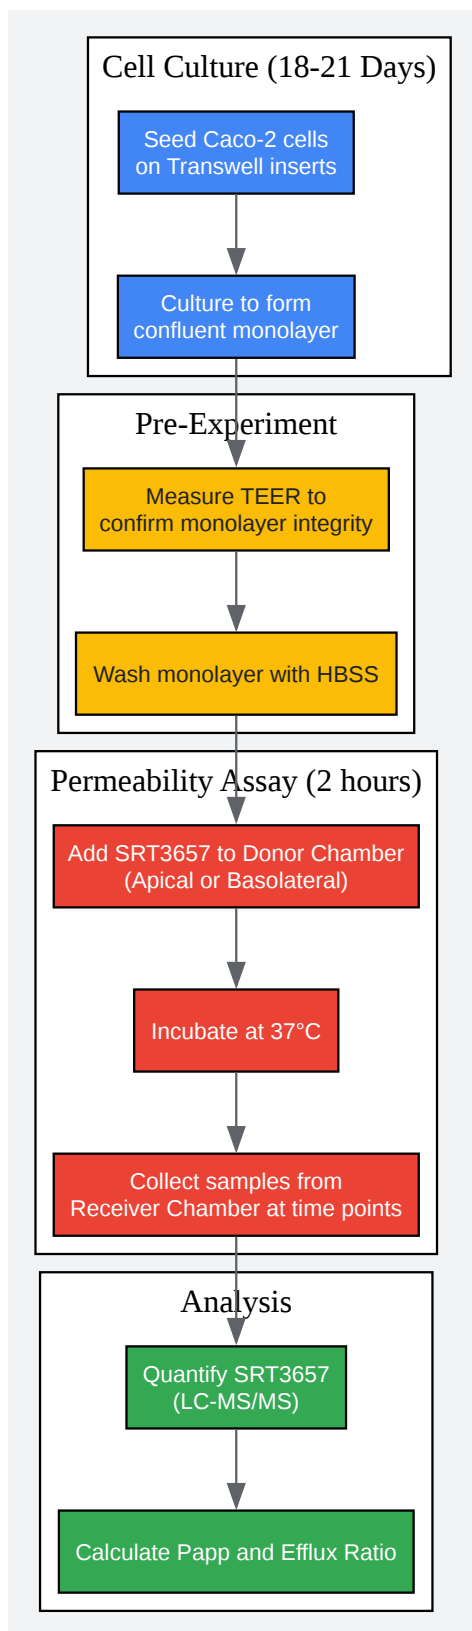 Cell Culture (18-21 Days)
Seed Caco-2 cells
on Transwell inserts
Culture to form
confluent monolayer
Pre-Experiment
Measure TEER to
confirm monolayer integrity
Wash monolayer with HBSS
Permeability Assay (2 hours)
Add SRT3657 to Donor Chamber
(Apical or Basolateral)
Incubate at 37°C
Collect samples from
Receiver Chamber at time points
Analysis
Quantify SRT3657
(LC-MS/MS)
Calculate Papp and Efflux Ratio